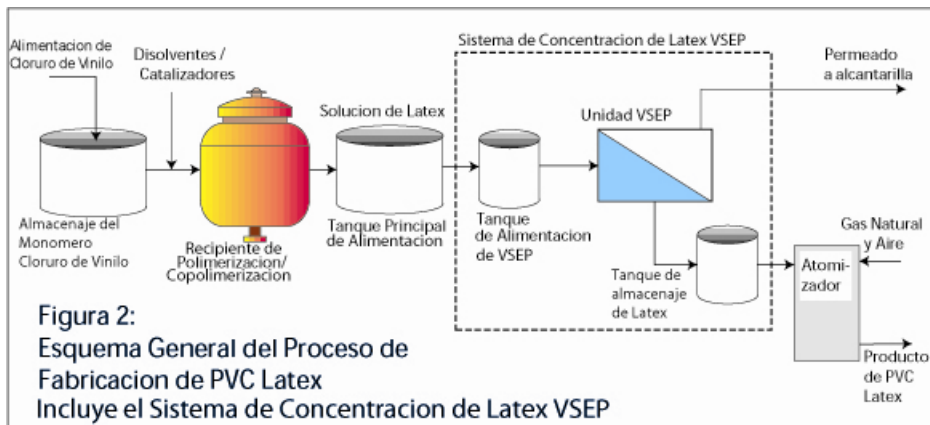 Alimentacion de
Cloruro de Vinilo
Disolventes /
Catalizadores
Sistema de Concentracion de Latex VSEP
Permeado
a alcantarilla
Solucion de Latex
Unidad VSEP
Almacenaje del
Monomero
Cloruro de Vinilo
Recipiente de
Polimerizacion/
Copolimerizacion
Tanque Principal
de Alimentacion
Tanque
de Alimentacion
de VSEP
Tanque de
almacenaje
de Latex
Gas Natural
y Aire
Atomi-
zador
Producto
de PVC
Latex
Figura 2:
Esquema General del Proceso de
Fabricacion de PVC Latex
Incluye el Sistema de Concentracion de Latex VSEP